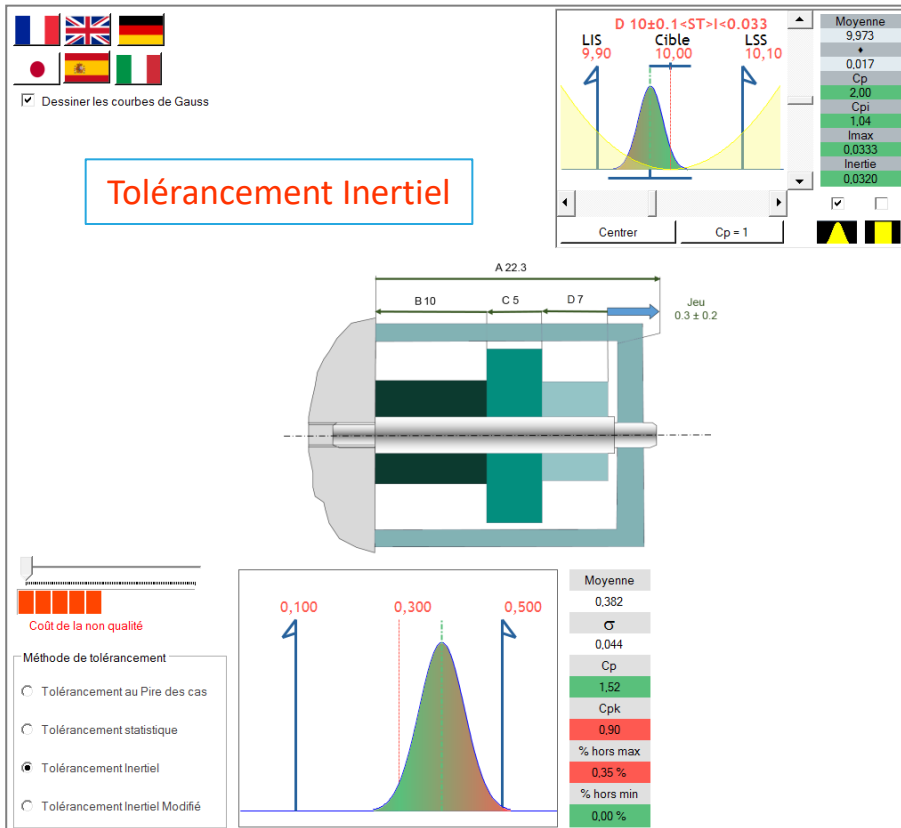 Dessiner les courbes de Gauss
Tolérancement Inertiel
D 10±0.1<ST>I<0.033
LIS Cible LSS
9,90 10,00 10,10
Centrer Cp = 1
Moyenne
9,973
♦
0,017
Cp
2,00
Cpi
1,04
Imax
0,0333
Inertie
0,0320
A 22.3
B 10 C 5 D 7
Jeu
0.3 ± 0.2
Coût de la non qualité
Méthode de tolérancement
Tolérancement au Pire des cas
Tolérancement statistique
Tolérancement Inertiel
Tolérancement Inertiel Modifié
0,100 0,300 0,500
Moyenne
0,382
σ
0,044
Cp
1,52
Cpk
0,90
% hors max
0,35 %
% hors min
0,00 %